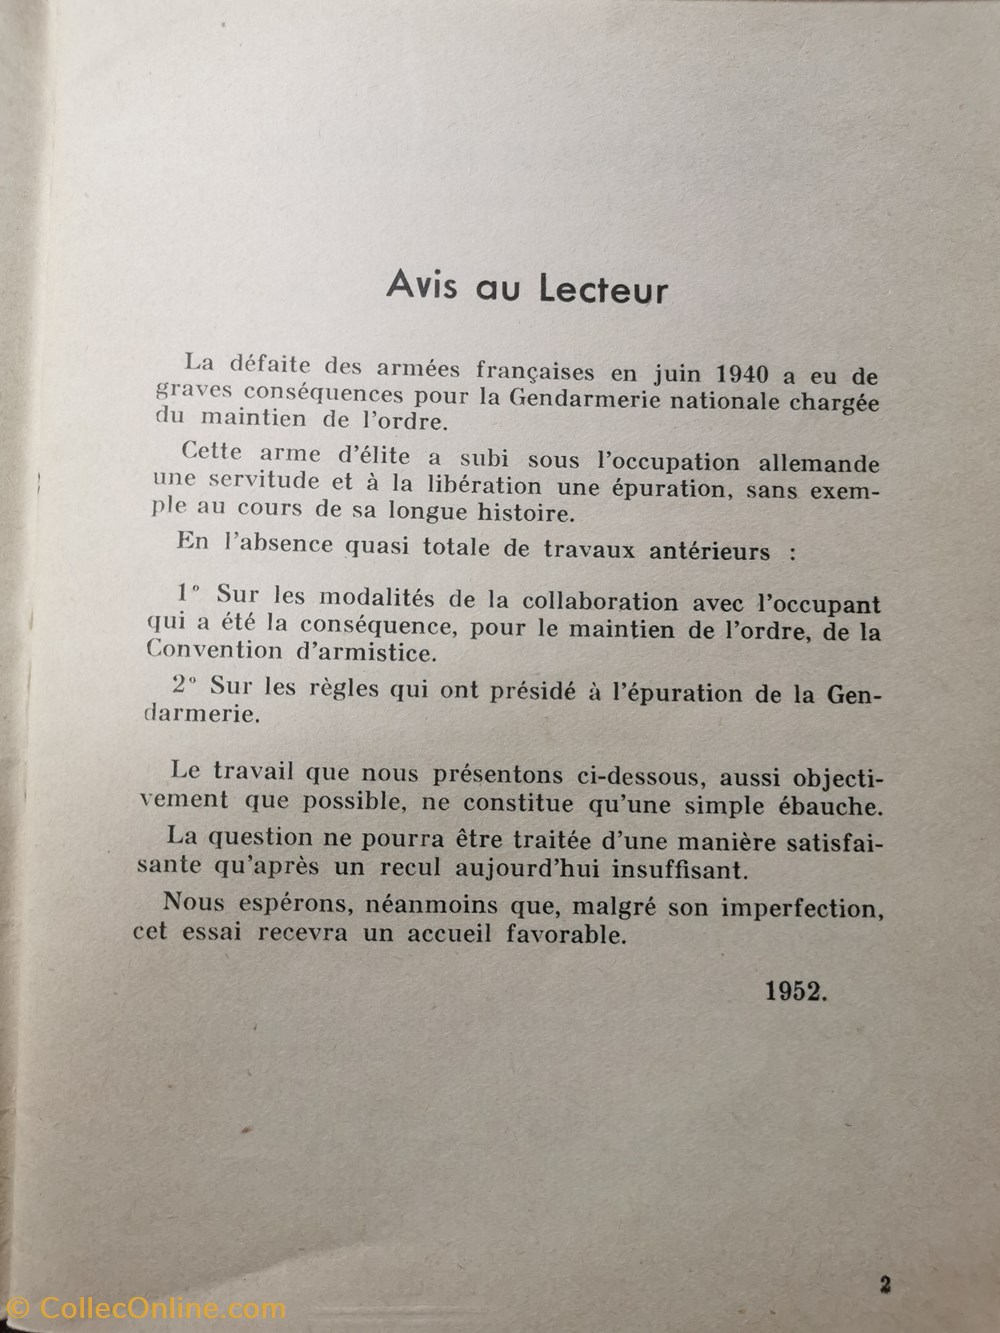 Avis au Lecteur
La défaite des armées françaises en juin 1940 a eu de
graves conséquences pour la Gendarmerie nationale chargée
du maintien de l'ordre.
Cette arme d'élite a subi sous l'occupation allemande
une servitude et à la libération une épuration, sans exem-
ple au cours de sa longue histoire.
En l'absence quasi totale de travaux antérieurs :
1° Sur les modalités de la collaboration avec l'occupant
qui a été la conséquence, pour le maintien de l'ordre, de la
Convention d'armistice.
2° Sur les règles qui ont présidé à l'épuration de la Gen-
darmerie.
Le travail que nous présentons ci-dessous, aussi objecti-
vement que possible, ne constitue qu'une simple ébauche.
La question ne pourra être traitée d'une manière satisfai-
sante qu'après un recul aujourd'hui insuffisant.
Nous espérons, néanmoins que, malgré son imperfection,
cet essai recevra un accueil favorable.
1952.
2
© CollecOnline.com